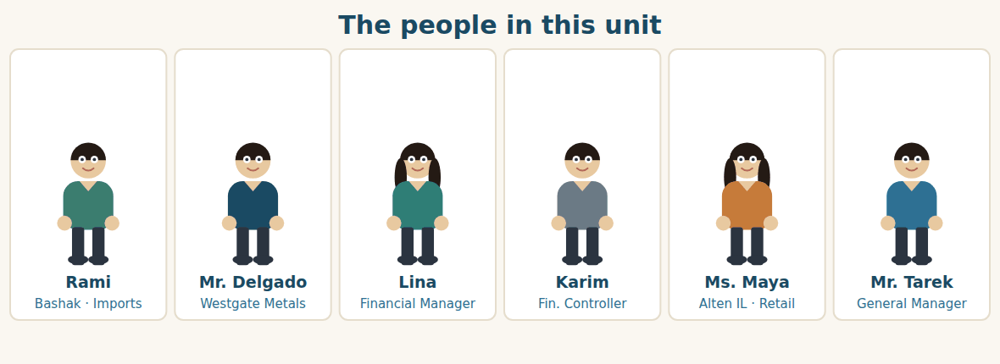 The people in this unit
Rami
Bashak · Imports
Mr. Delgado
Westgate Metals
Lina
Financial Manager
Karim
Fin. Controller
Ms. Maya
Alten IL · Retail
Mr. Tarek
General Manager